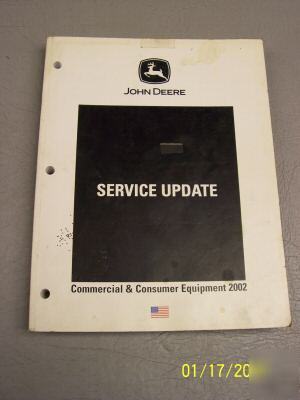 JOHN DEERE
SERVICE UPDATE
Commercial & Consumer Equipment 2002
01/17/20